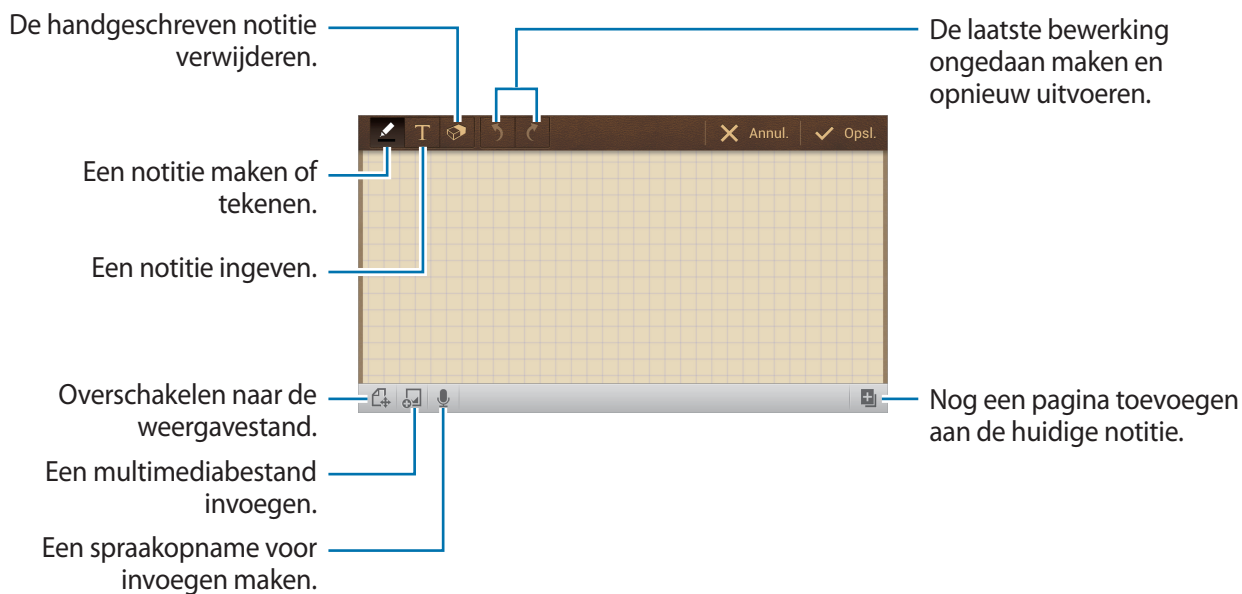 De handgeschreven notitie
verwijderen.
De laatste bewerking
ongedaan maken en
opnieuw uitvoeren.
T
Annul.
Opsl.
Een notitie maken of
tekenen.
Een notitie ingeven.
Overschakelen naar de
weergavestand.
Nog een pagina toevoegen
aan de huidige notitie.
Een multimediabestand
invoegen.
Een spraakopname voor
invoegen maken.